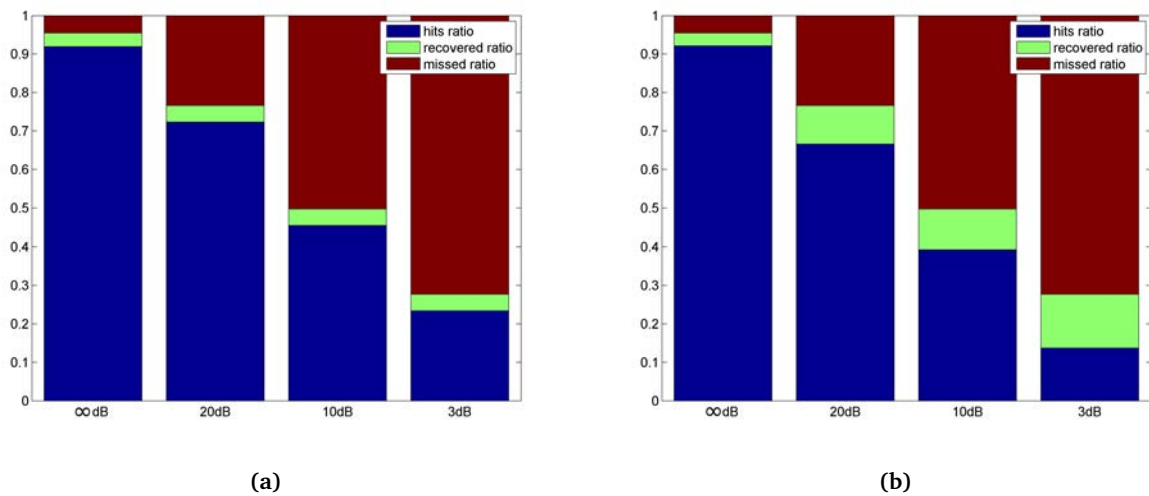 1
0.9
0.8
0.7
0.6
0.5
0.4
0.3
0.2
0.1
0
∞dB 20dB 10dB 3dB
hits ratio
recovered ratio
missed ratio
(a)
1
0.9
0.8
0.7
0.6
0.5
0.4
0.3
0.2
0.1
0
∞dB 20dB 10dB 3dB
hits ratio
recovered ratio
missed ratio
(b)